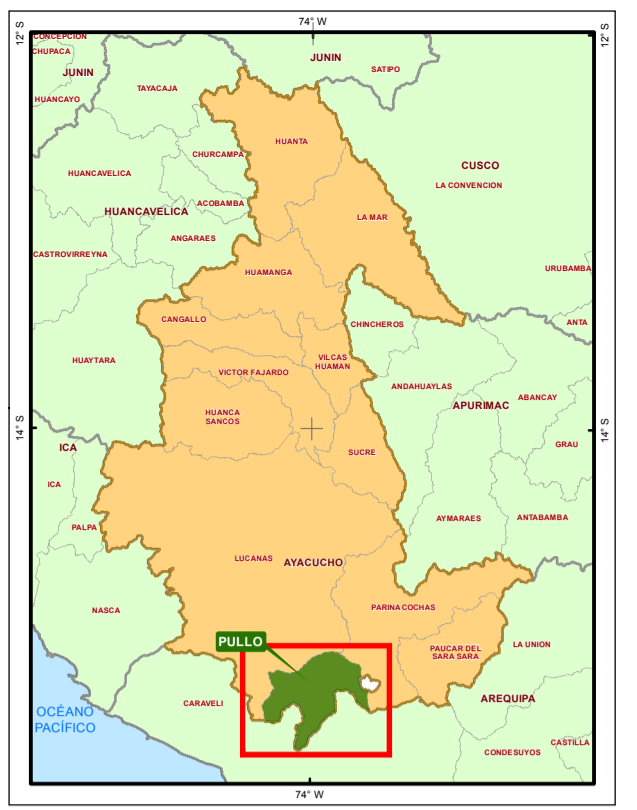 74° W
12° S
12° S
CONCEPCION
CHUPACA
JUNIN
JUNIN
SATIPO
TAYACAJA
HUANCAYO
HUANTA
CHURCAMPA
CUSCO
HUANCAVELICA
LA CONVENCION
ACOBAMBA
HUANCAVELICA
LA MAR
ANGARAES
CASTROVIRREYNA
URUBAMBA
HUAMANGA
CANGALLO
CHINCHEROS
ANTA
HUAYTARA
VILCAS
HUAMAN
VICTOR FAJARDO
ANDAHUAYLAS
ABANCAY
APURIMAC
HUANCA
SANCOS
14° S
14° S
GRAU
ICA
SUCRE
ICA
AYMARAES
ANTABAMBA
PALPA
LUCANAS
AYACUCHO
NASCA
PARINACOCHAS
PULLO
PAUCAR DEL
SARA SARA
LA UNION
CARAVELI
AREQUIPA
OCÉANO
PACÍFICO
CASTILLA
CONDESUYOS
74° W